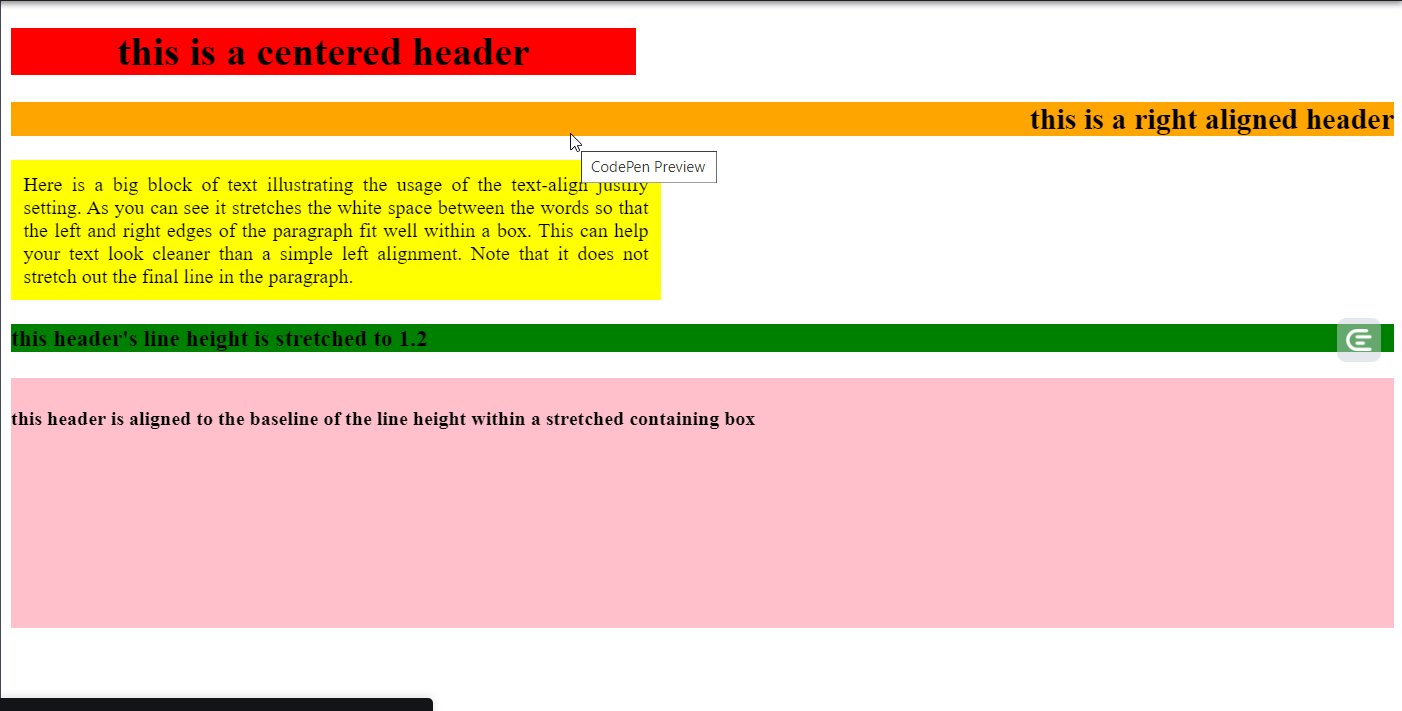 this is a centered header
this is a right aligned header
CodePen Preview
Here is a big block of text illustrating the usage of the text-align justify
setting. As you can see it stretches the white space between the words so that
the left and right edges of the paragraph fit well within a box. This can help
your text look cleaner than a simple left alignment. Note that it does not
stretch out the final line in the paragraph.
this header's line height is stretched to 1.2
this header is aligned to the baseline of the line height within a stretched containing box